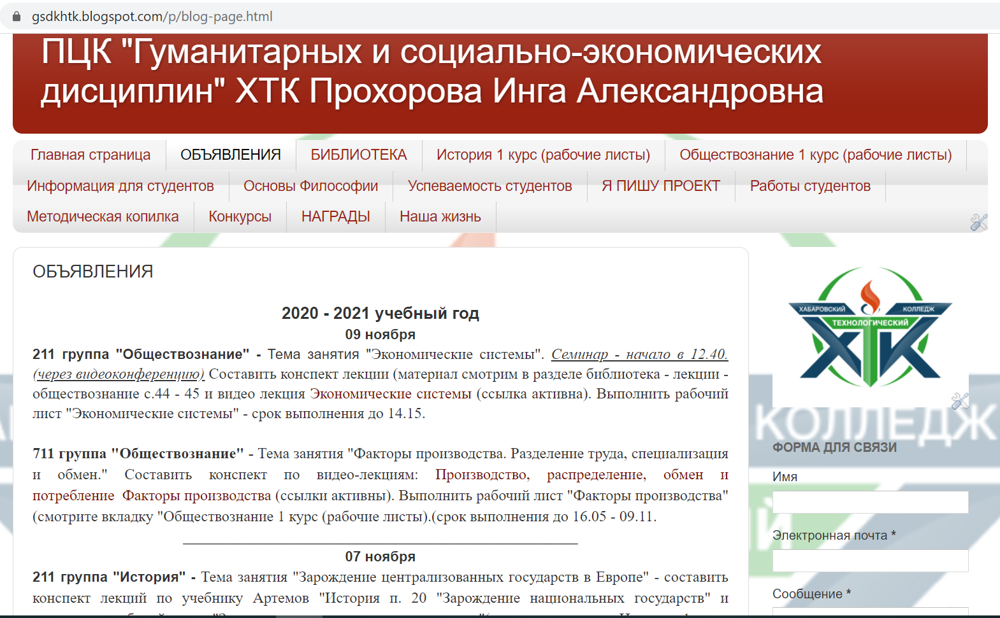 gsdkhtk.blogspot.com/p/blog-page.html
ПЦК "Гуманитарных и социально-экономических
дисциплин" ХТК Прохорова Инга Александровна
Главная страница ОБЪЯВЛЕНИЯ БИБЛИОТЕКА История 1 курс (рабочие листы) Обществознание 1 курс (рабочие листы)
Информация для студентов Основы Философии Успеваемость студентов Я ПИШУ ПРОЕКТ Работы студентов
Методическая копилка Конкурсы НАГРАДЫ Наша жизнь
ОБЪЯВЛЕНИЯ
2020 - 2021 учебный год
09 ноября
211 группа "Обществознание" - Тема занятия "Экономические системы". Семинар - начало в 12.40.
(через видеоконференцию) Составить конспект лекции (материал смотрим в разделе библиотека - лекции -
обществознание с.44 - 45 и видео лекция Экономические системы (ссылка активна). Выполнить рабочий
лист "Экономические системы" - срок выполнения до 14.15.
711 группа "Обществознание" - Тема занятия "Факторы производства. Разделение труда, специализация
и обмен." Составить конспект по видео-лекциям: Производство, распределение, обмен и
потребление Факторы производства (ссылки активны). Выполнить рабочий лист "Факторы производства"
(смотрите вкладку "Обществознание 1 курс (рабочие листы).(срок выполнения до 16.05 - 09.11.
07 ноября
211 группа "История" - Тема занятия "Зарождение централизованных государств в Европе" - составить
конспект лекций по учебнику Артемов "История п. 20 "Зарождение национальных государств" и
ХАБАРОВСКИЙ КОЛЛЕДЖ
ТЕХНОЛОГИЧЕСКИЙ
ХТК
КОЛЛЕДЖ
ФОРМА ДЛЯ СВЯЗИ
Имя
Электронная почта *
Сообщение *